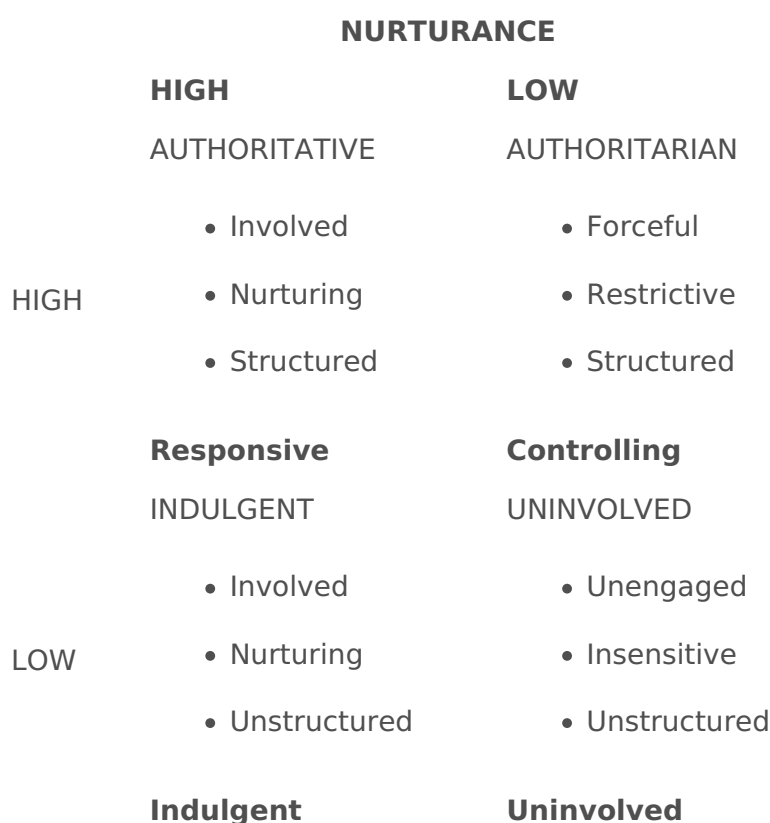 NURTURANCE
HIGH LOW
AUTHORITATIVE AUTHORITARIAN
• Involved • Forceful
HIGH • Nurturing • Restrictive
• Structured • Structured
Responsive Controlling
INDULGENT UNINVOLVED
• Involved • Unengaged
LOW • Nurturing • Insensitive
• Unstructured • Unstructured
Indulgent Uninvolved